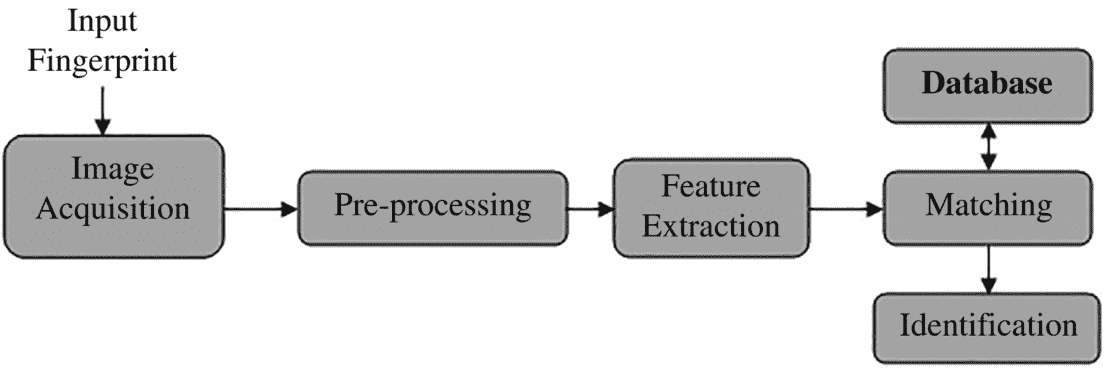 Input
Fingerprint
Image
Acquisition
Pre-processing
Feature
Extraction
Database
Matching
Identification